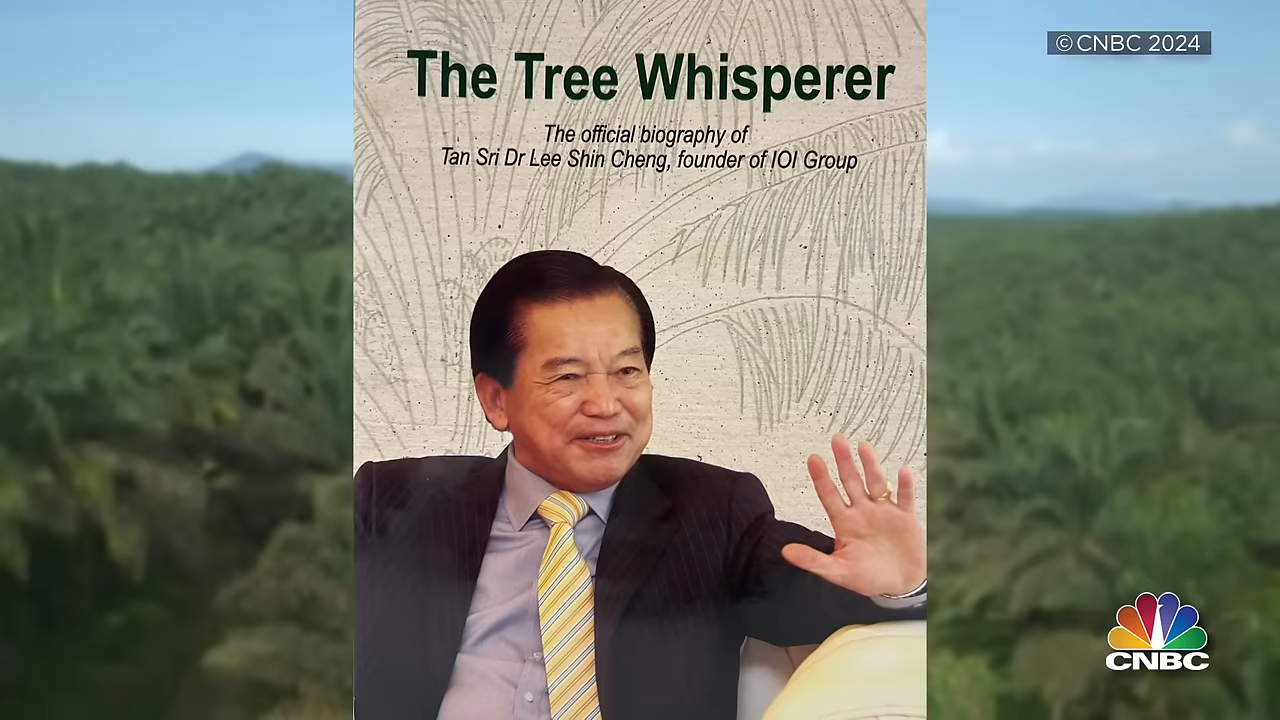 The Tree Whisperer
The official biography of
Tan Sri Dr Lee Shin Cheng, founder of IOI Group
© CNBC 2024
CNBC